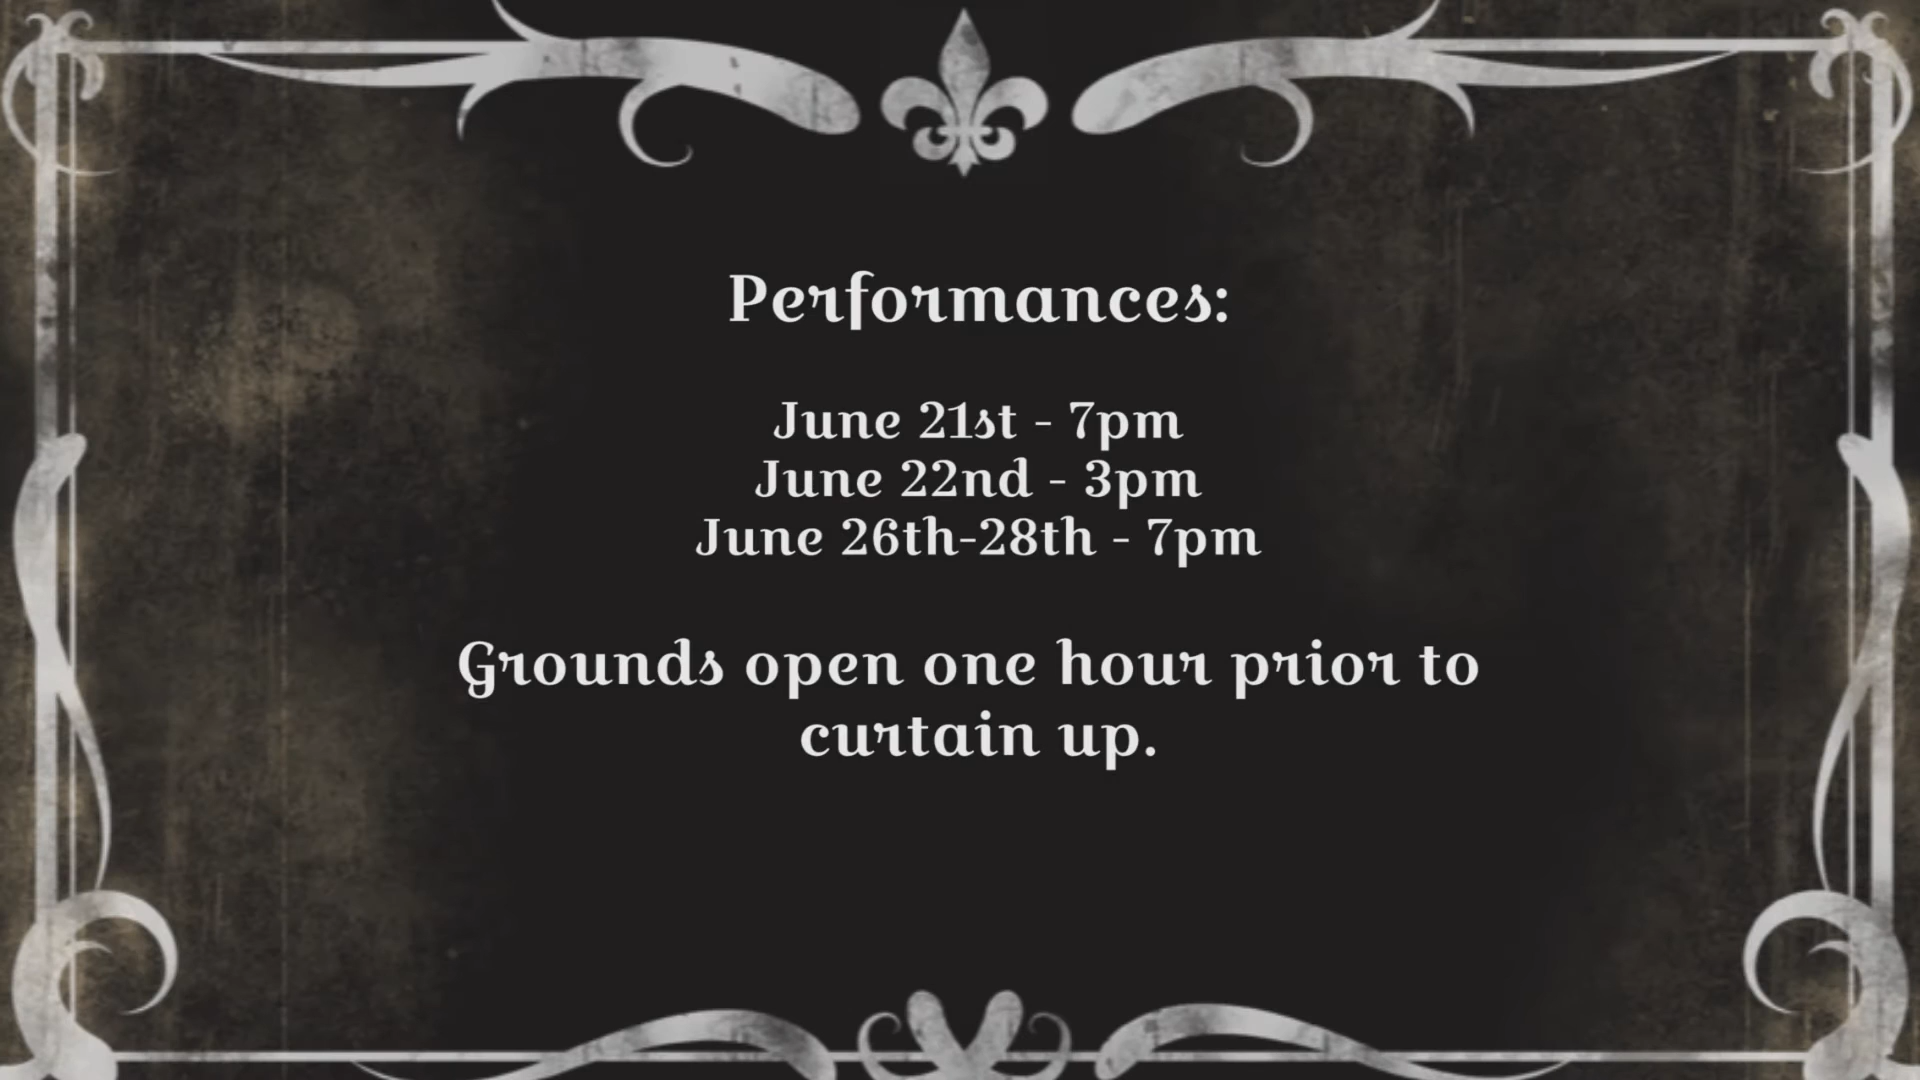 Performances:
June 21st - 7pm
June 22nd - 3pm
June 26th-28th - 7pm
Grounds open one hour prior to
curtain up.